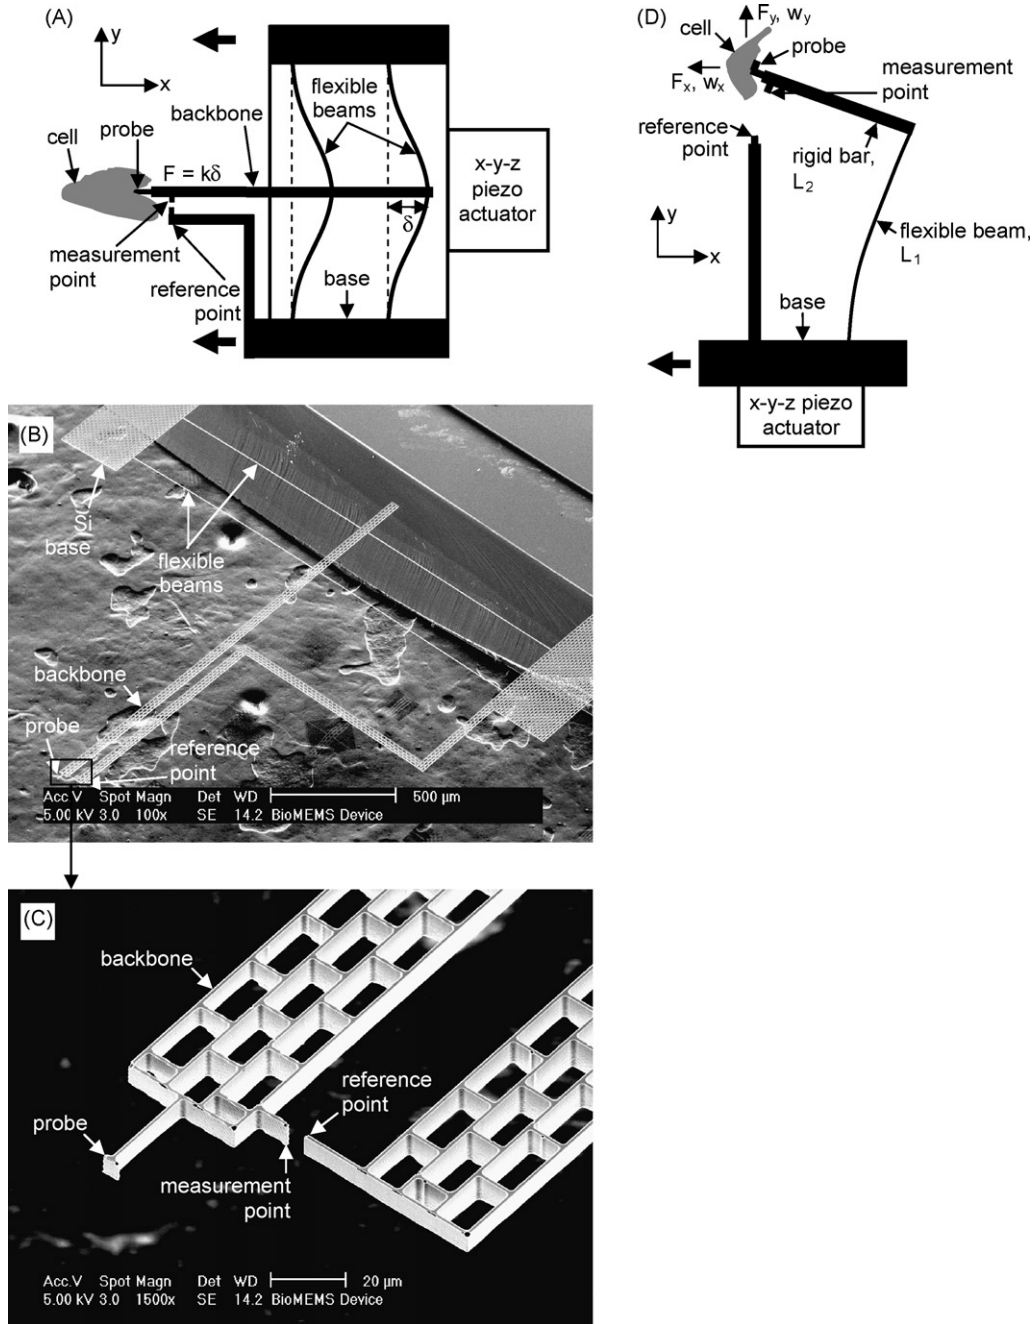 (A)
y
x
cell
probe
backbone
flexible
beams
F = kδ
δ
measurement
point
reference
point
base
x-y-z
piezo
actuator
(D)
Fy, wy
cell
probe
Fx, wx
measurement
point
reference
point
rigid bar,
L2
y
x
flexible beam,
L1
base
x-y-z piezo
actuator
(B)
Si
base
flexible
beams
backbone
probe
reference
point
Acc.V Spot Magn Det WD 500 µm
5.00 kV 3.0 100x SE 14.2 BioMEMS Device
(C)
backbone
reference
point
probe
measurement
point
Acc.V Spot Magn Det WD 20 µm
5.00 kV 3.0 1500x SE 14.2 BioMEMS Device